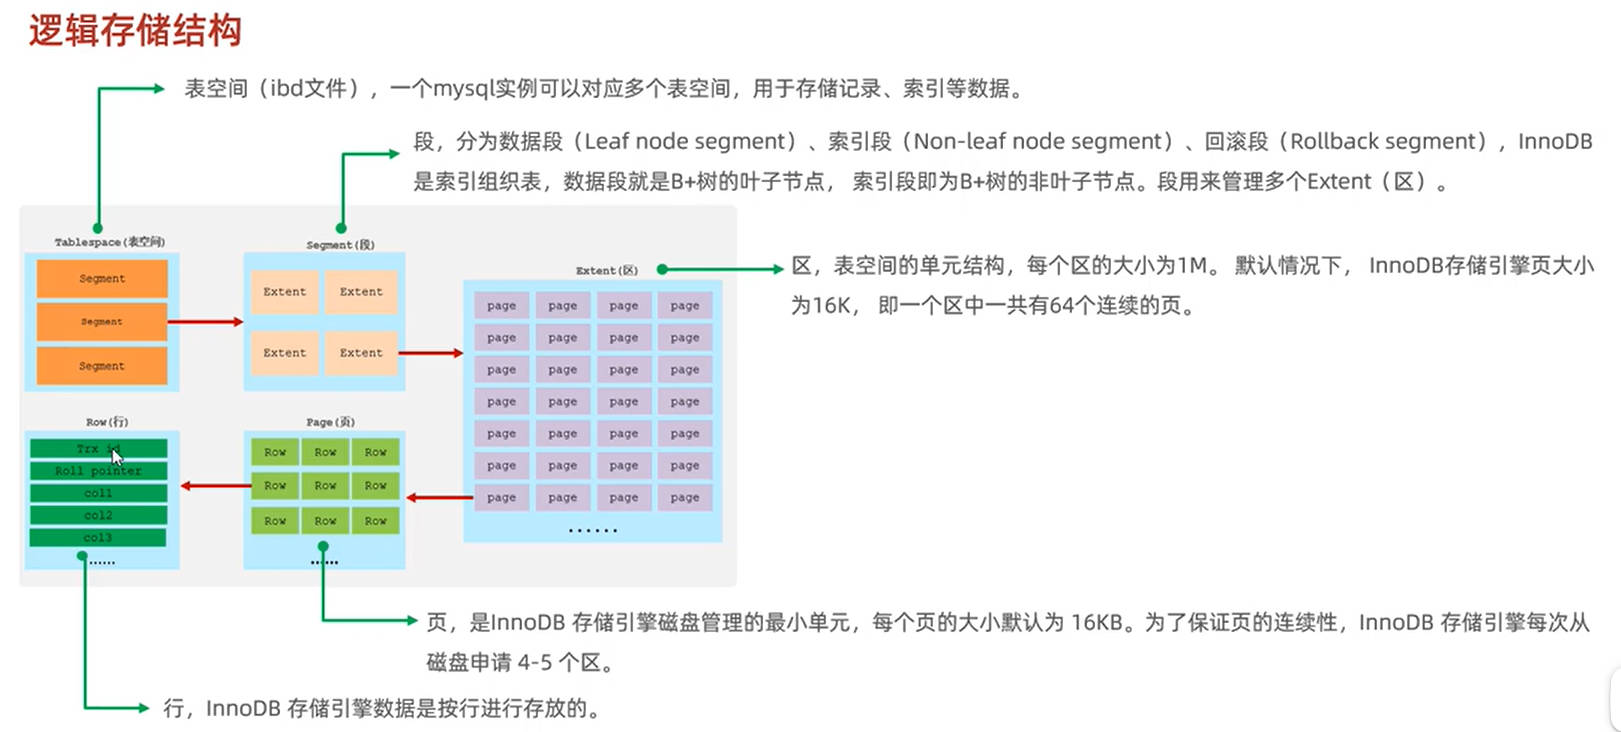 逻辑存储结构
表空间（ibd文件），一个mysql实例可以对应多个表空间，用于存储记录、索引等数据。
段，分为数据段（Leaf node segment）、索引段（Non-leaf node segment）、回滚段（Rollback segment），InnoDB
是索引组织表，数据段就是B+树的叶子节点， 索引段即为B+树的非叶子节点。段用来管理多个Extent（区）。
Tablespace(表空间)
Segment
Segment
Segment
Segment(段)
Extent Extent
Extent Extent
Extent(区)
page page page page
page page page page
page page page page
page page page page
page page page page
page page page page
page page page page
......
区，表空间的单元结构，每个区的大小为1M。 默认情况下， InnoDB存储引擎页大小
为16K， 即一个区中一共有64个连续的页。
Row(行)
Trx id
Roll pointer
col1
col2
col3
......
Page(页)
Row Row Row
Row Row Row
Row Row Row
......
页，是InnoDB 存储引擎磁盘管理的最小单元，每个页的大小默认为 16KB。为了保证页的连续性，InnoDB 存储引擎每次从
磁盘申请 4-5 个区。
行，InnoDB 存储引擎数据是按行进行存放的。